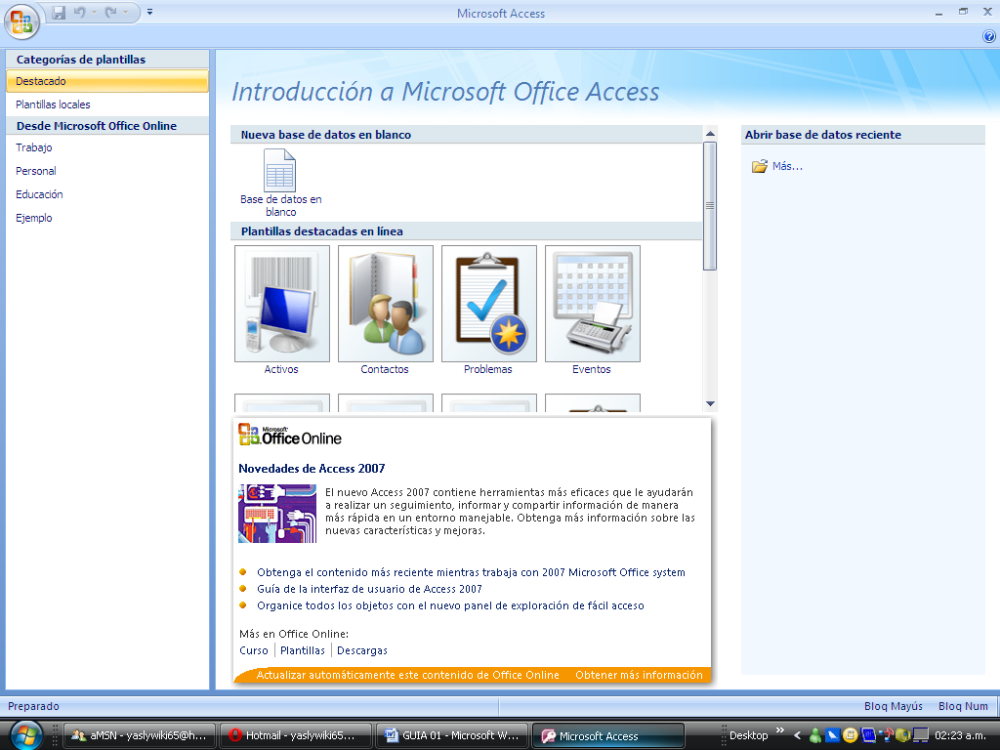 Microsoft Access
Categorías de plantillas
Destacado
Plantillas locales
Desde Microsoft Office Online
Trabajo
Personal
Educación
Ejemplo
Introducción a Microsoft Office Access
Nueva base de datos en blanco
Base de datos en
blanco
Plantillas destacadas en línea
Activos
Contactos
Problemas
Eventos
Abrir base de datos reciente
Más...
Microsoft
Office Online
Novedades de Access 2007
El nuevo Access 2007 contiene herramientas más eficaces que le ayudarán
a realizar un seguimiento, informar y compartir información de manera
más rápida en un entorno manejable. Obtenga más información sobre las
nuevas características y mejoras.
Obtenga el contenido más reciente mientras trabaja con 2007 Microsoft Office system
Guía de la interfaz de usuario de Access 2007
Organice todos los objetos con el nuevo panel de exploración de fácil acceso
Más en Office Online:
Curso | Plantillas | Descargas
Actualizar automáticamente este contenido de Office Online Obtener más información
Preparado
Bloq Mayús Bloq Num
aMSN - yaslywiki65@h...
Hotmail - yaslywiki65...
GUIA 01 - Microsoft W...
Microsoft Access
Desktop
02:23 a.m.